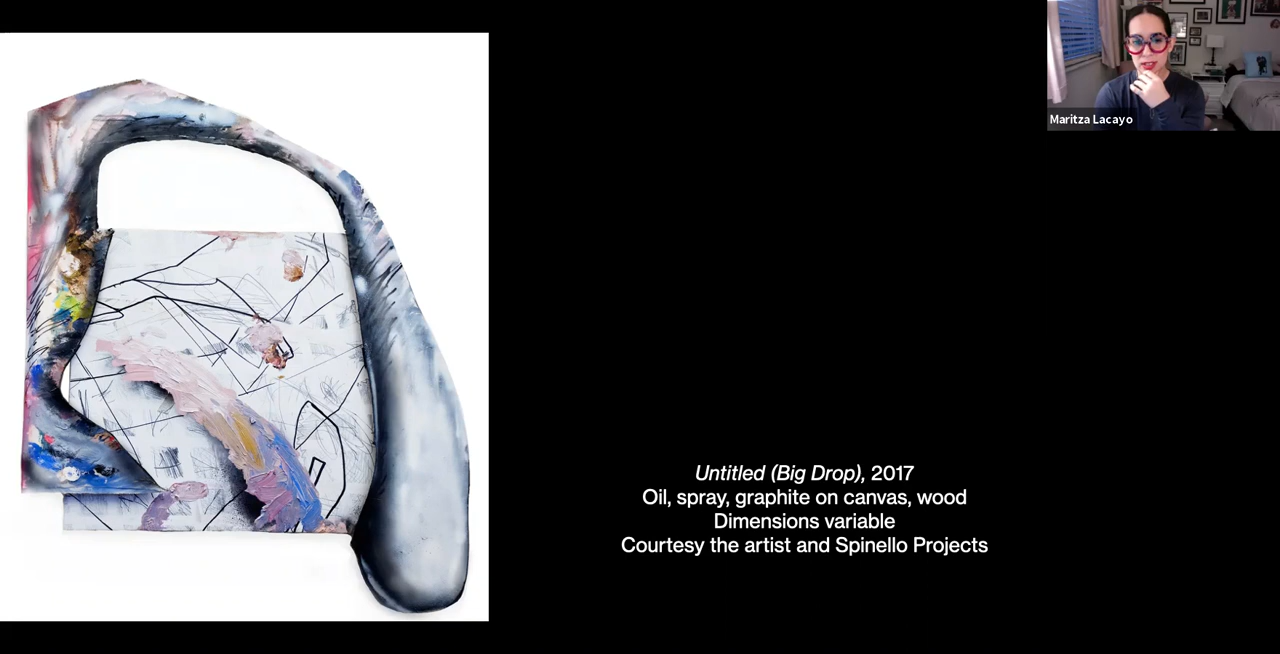 Maritza Lacayo
Untitled (Big Drop), 2017
Oil, spray, graphite on canvas, wood
Dimensions variable
Courtesy the artist and Spinello Projects